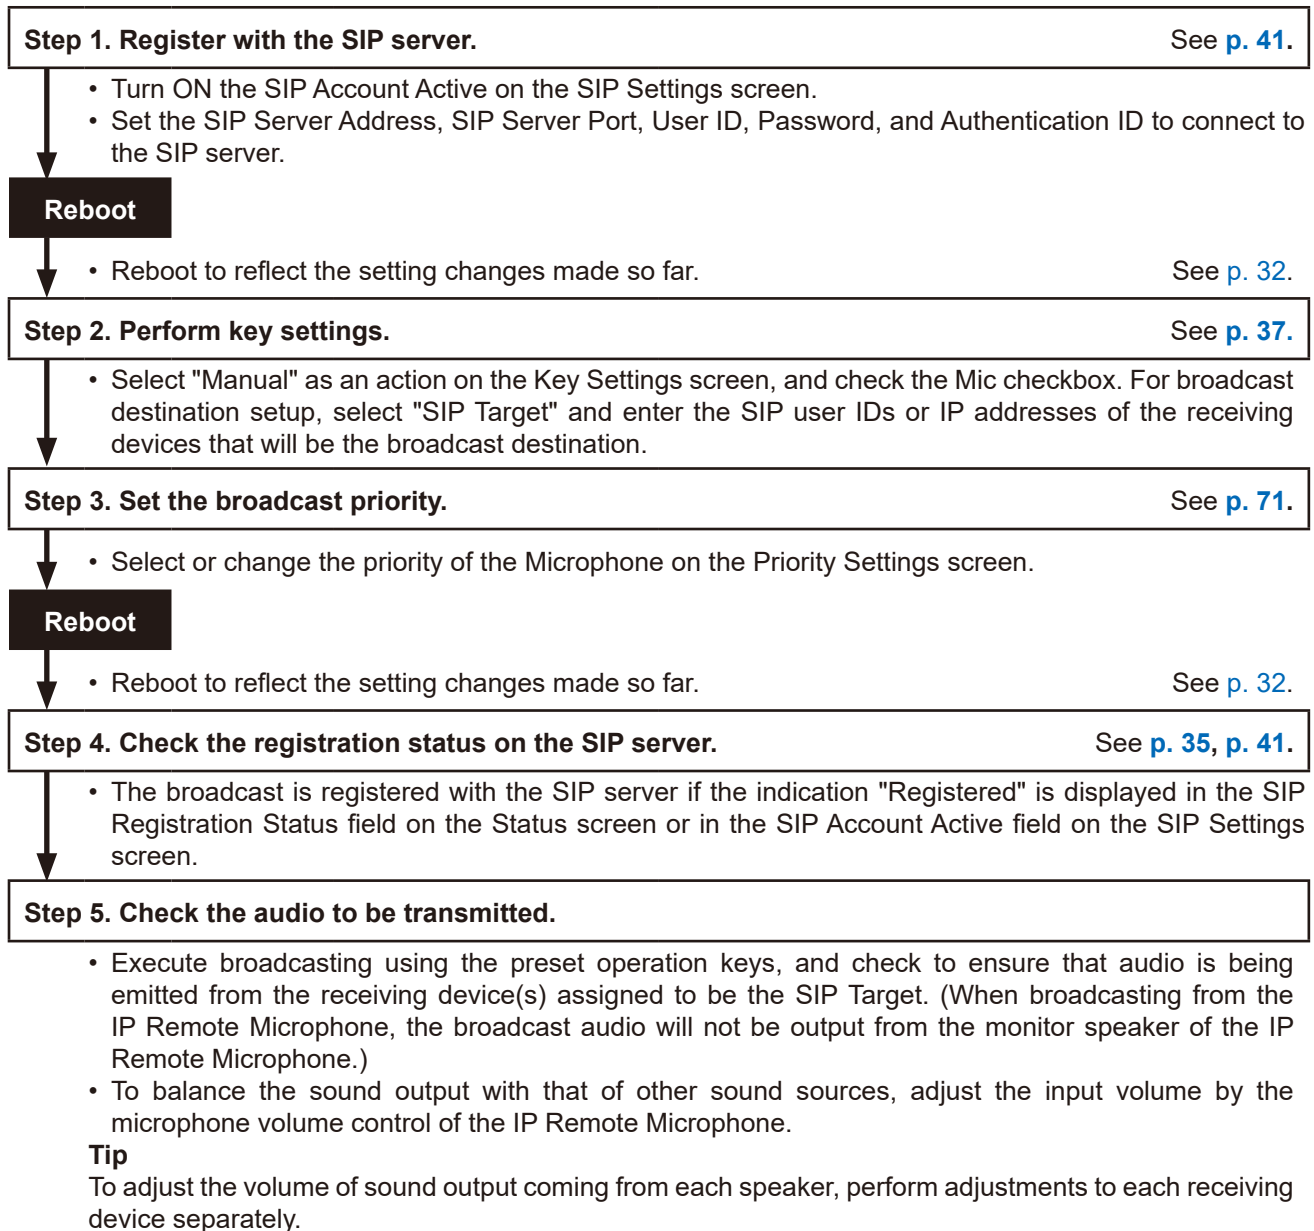 Step 1. Register with the SIP server. See p. 41.
• Turn ON the SIP Account Active on the SIP Settings screen.
• Set the SIP Server Address, SIP Server Port, User ID, Password, and Authentication ID to connect to
the SIP server.
Reboot
• Reboot to reflect the setting changes made so far. See p. 32.
Step 2. Perform key settings. See p. 37.
• Select "Manual" as an action on the Key Settings screen, and check the Mic checkbox. For broadcast
destination setup, select "SIP Target" and enter the SIP user IDs or IP addresses of the receiving
devices that will be the broadcast destination.
Step 3. Set the broadcast priority. See p. 71.
• Select or change the priority of the Microphone on the Priority Settings screen.
Reboot
• Reboot to reflect the setting changes made so far. See p. 32.
Step 4. Check the registration status on the SIP server. See p. 35, p. 41.
• The broadcast is registered with the SIP server if the indication "Registered" is displayed in the SIP
Registration Status field on the Status screen or in the SIP Account Active field on the SIP Settings
screen.
Step 5. Check the audio to be transmitted.
• Execute broadcasting using the preset operation keys, and check to ensure that audio is being
emitted from the receiving device(s) assigned to be the SIP Target. (When broadcasting from the
IP Remote Microphone, the broadcast audio will not be output from the monitor speaker of the IP
Remote Microphone.)
• To balance the sound output with that of other sound sources, adjust the input volume by the
microphone volume control of the IP Remote Microphone.
Tip
To adjust the volume of sound output coming from each speaker, perform adjustments to each receiving
device separately.